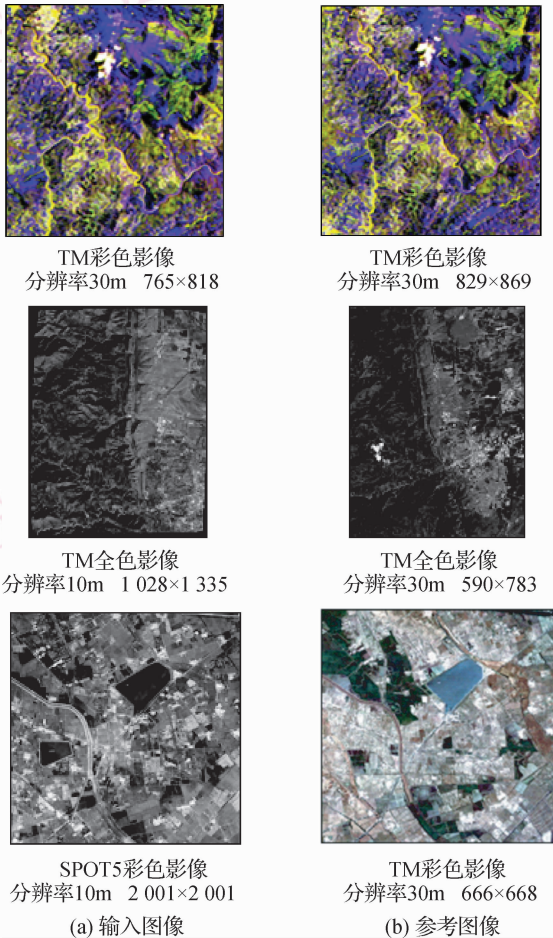 TM彩色影像 TM彩色影像
分辨率30m 765×818 分辨率30m 829×869
TM全色影像 TM全色影像
分辨率10m 1 028×1 335 分辨率30m 590×783
SPOT5彩色影像 TM彩色影像
分辨率10m 2 001×2 001 分辨率30m 666×668
(a) 输入图像 (b) 参考图像